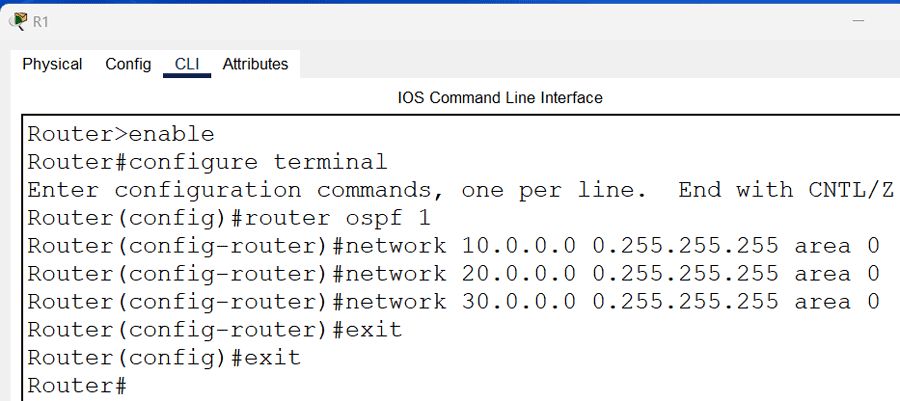 R1
Physical Config CLI Attributes
IOS Command Line Interface
Router>enable
Router#configure terminal
Enter configuration commands, one per line.  End with CNTL/Z
Router(config)#router ospf 1
Router(config-router)#network 10.0.0.0 0.255.255.255 area 0
Router(config-router)#network 20.0.0.0 0.255.255.255 area 0
Router(config-router)#network 30.0.0.0 0.255.255.255 area 0
Router(config-router)#exit
Router(config)#exit
Router#